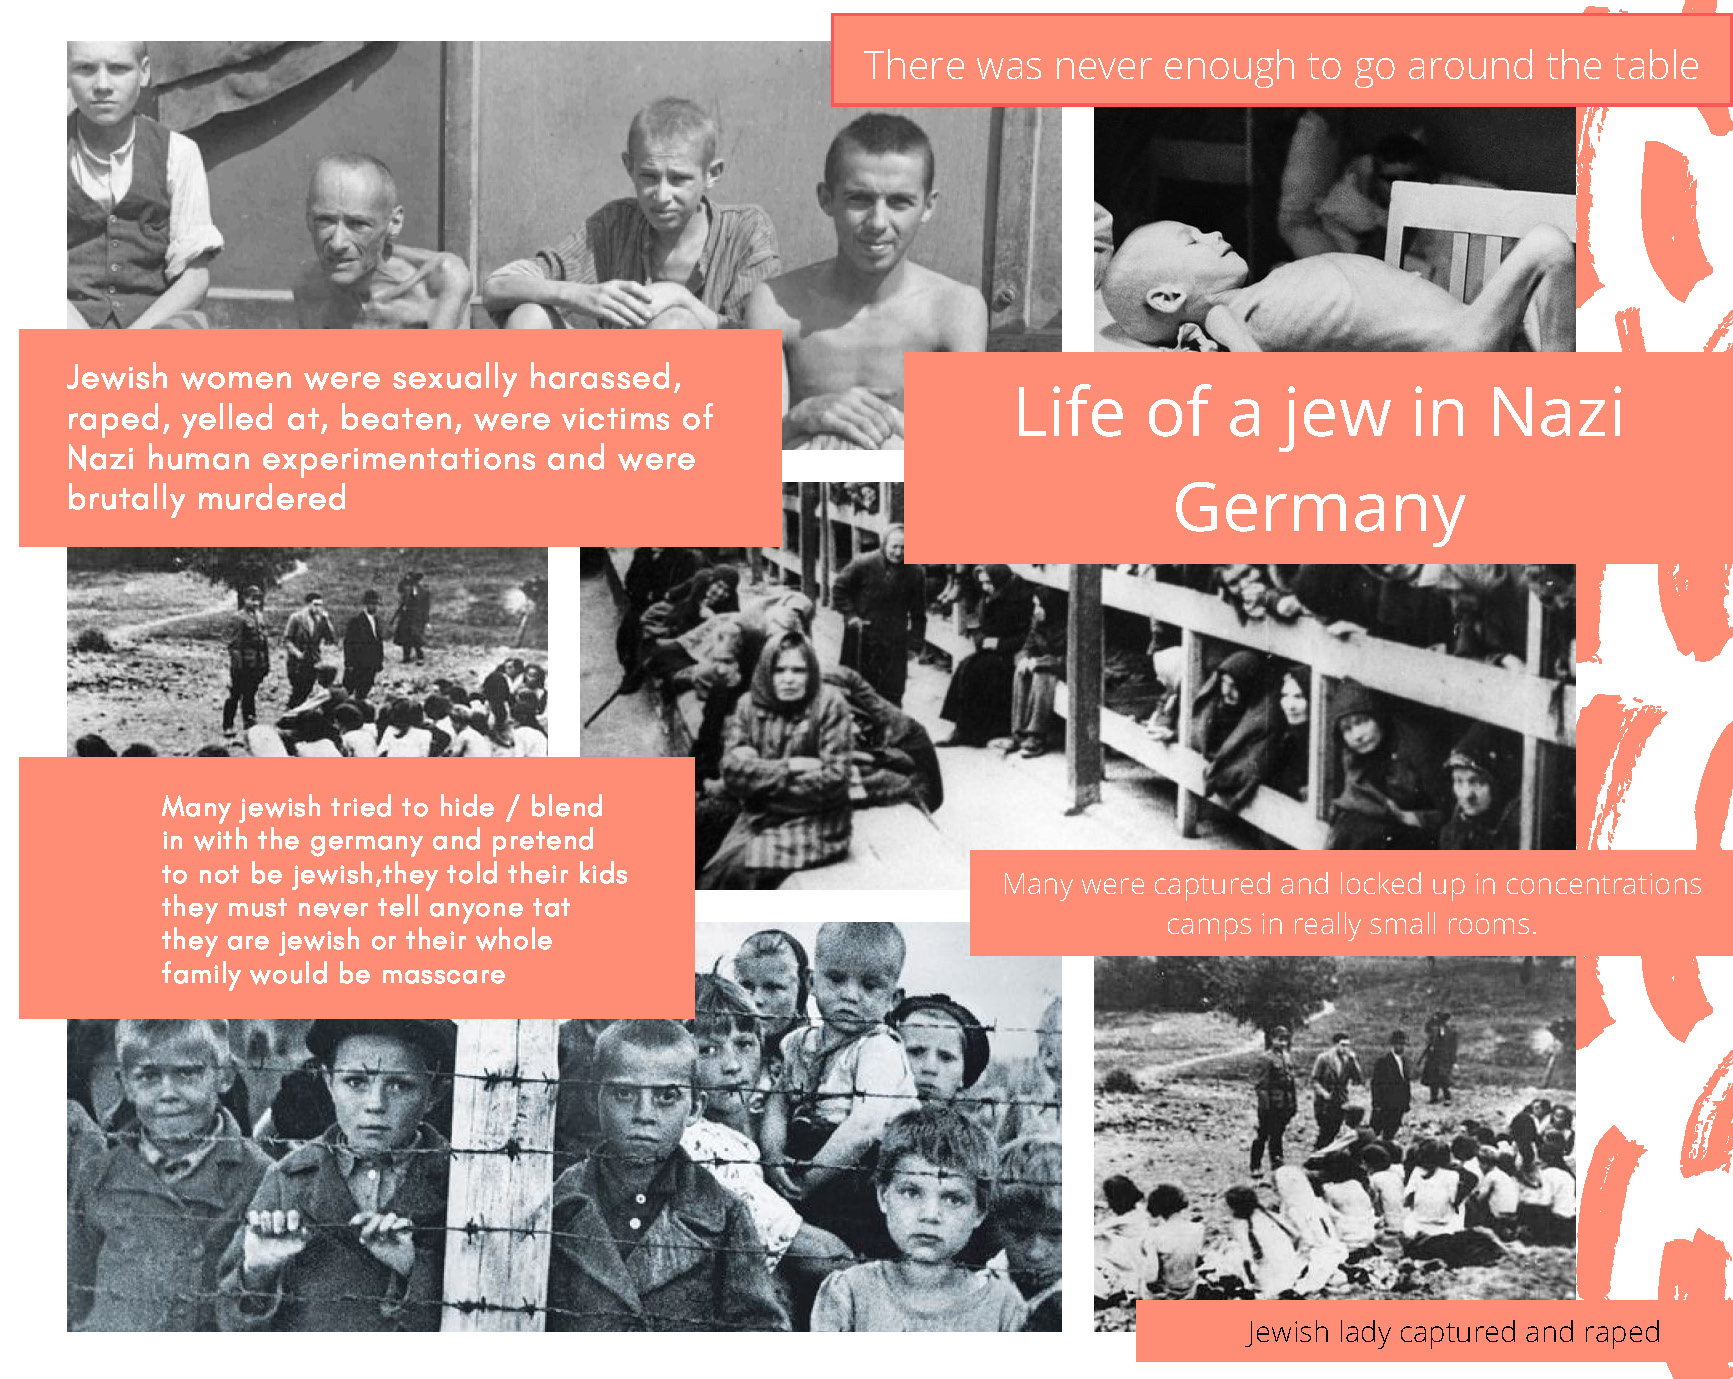 There was never enough to go around the table
Jewish women were sexually harassed,
raped, yelled at, beaten, were victims of
Nazi human experimentations and were
brutally murdered
Life of a jew in Nazi
Germany
Many jewish tried to hide / blend
in with the germany and pretend
to not be jewish,they told their kids
they must never tell anyone tat
they are jewish or their whole
family would be masscare
Many were captured and locked up in concentrations
camps in really small rooms.
Jewish lady captured and raped